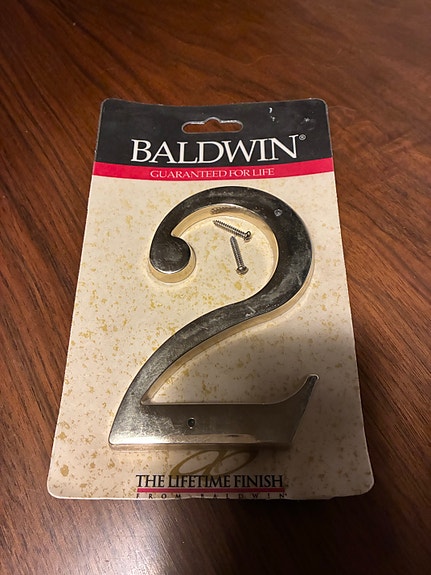 BALDWIN®
GUARANTEED FOR LIFE
2
THE LIFETIME FINISH
FROM BALDWIN